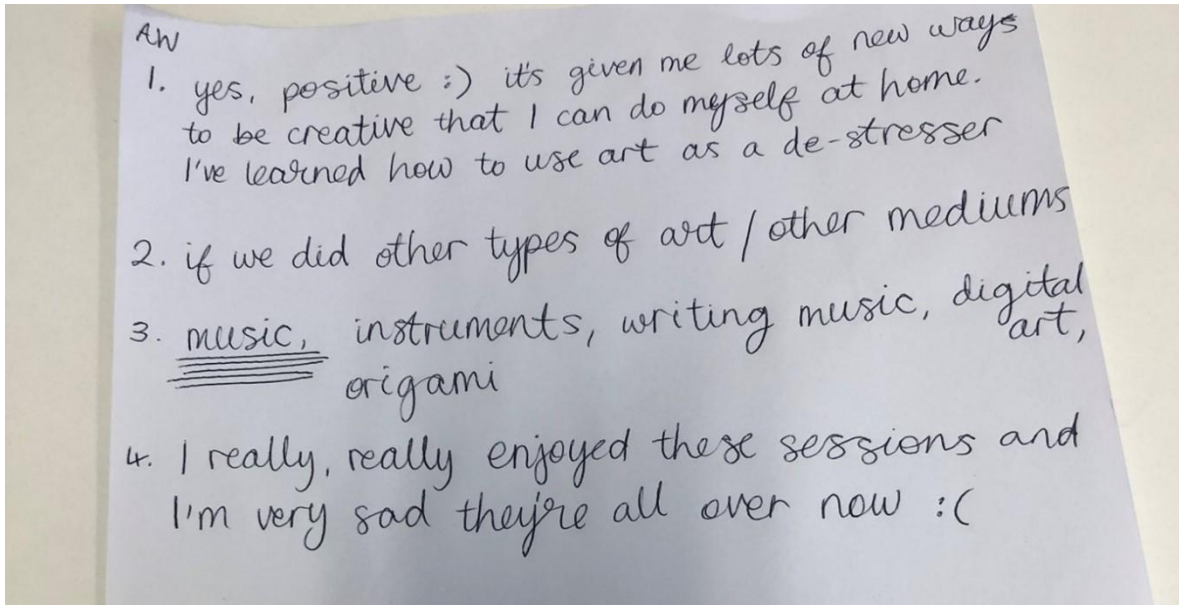 AW
1. yes, positive :) it's given me lots of new ways
to be creative that I can do myself at home.
I've learned how to use art as a de-stresser
2. if we did other types of art / other mediums
3. music, instruments, writing music, digital
art,
origami
4. I really, really enjoyed these sessions and
I'm very sad they're all over now :(